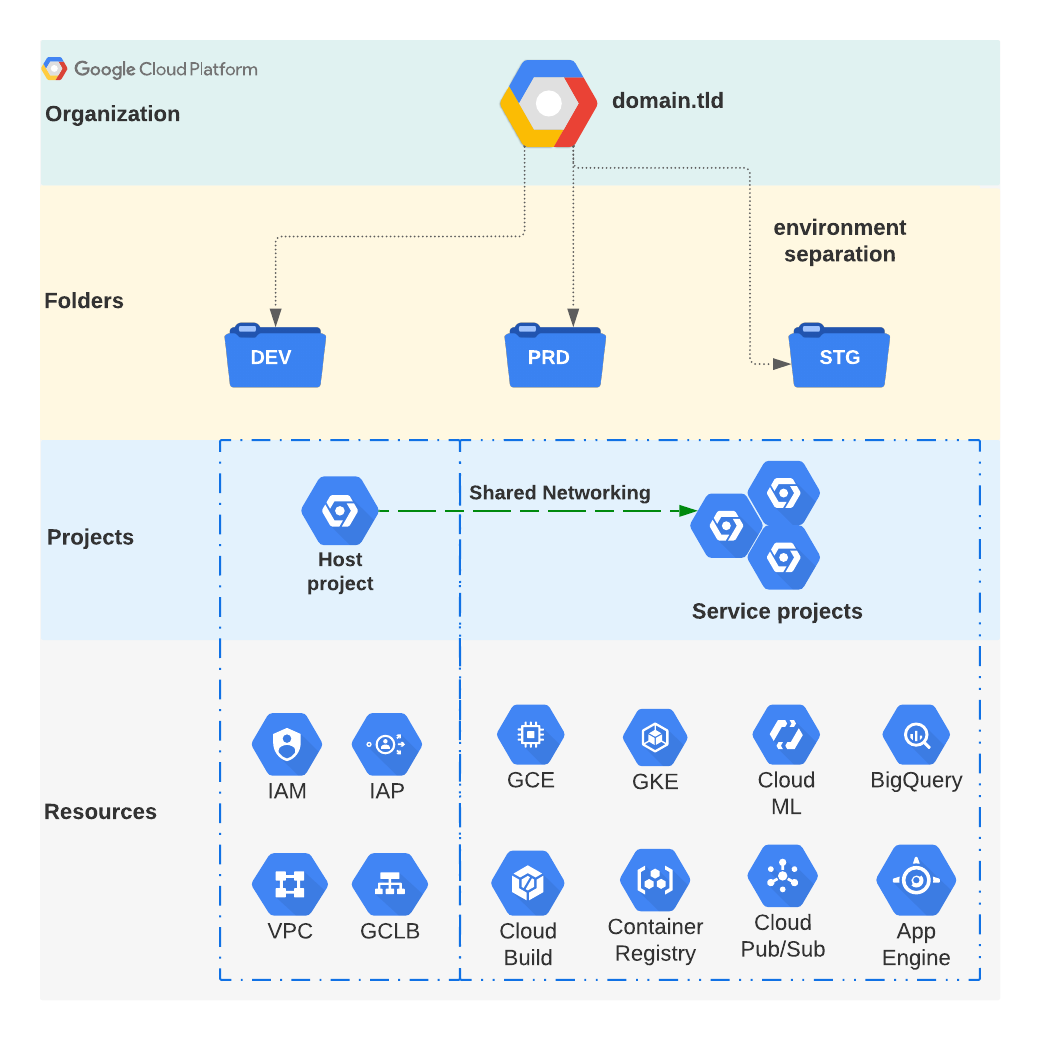 Google Cloud Platform
Organization
domain.tld
environment
separation
Folders
DEV
PRD
STG
Shared Networking
Projects
Host
project
Service projects
IAM
IAP
GCE
GKE
Cloud
ML
BigQuery
Resources
VPC
GCLB
Cloud
Build
Container
Registry
Cloud
Pub/Sub
App
Engine